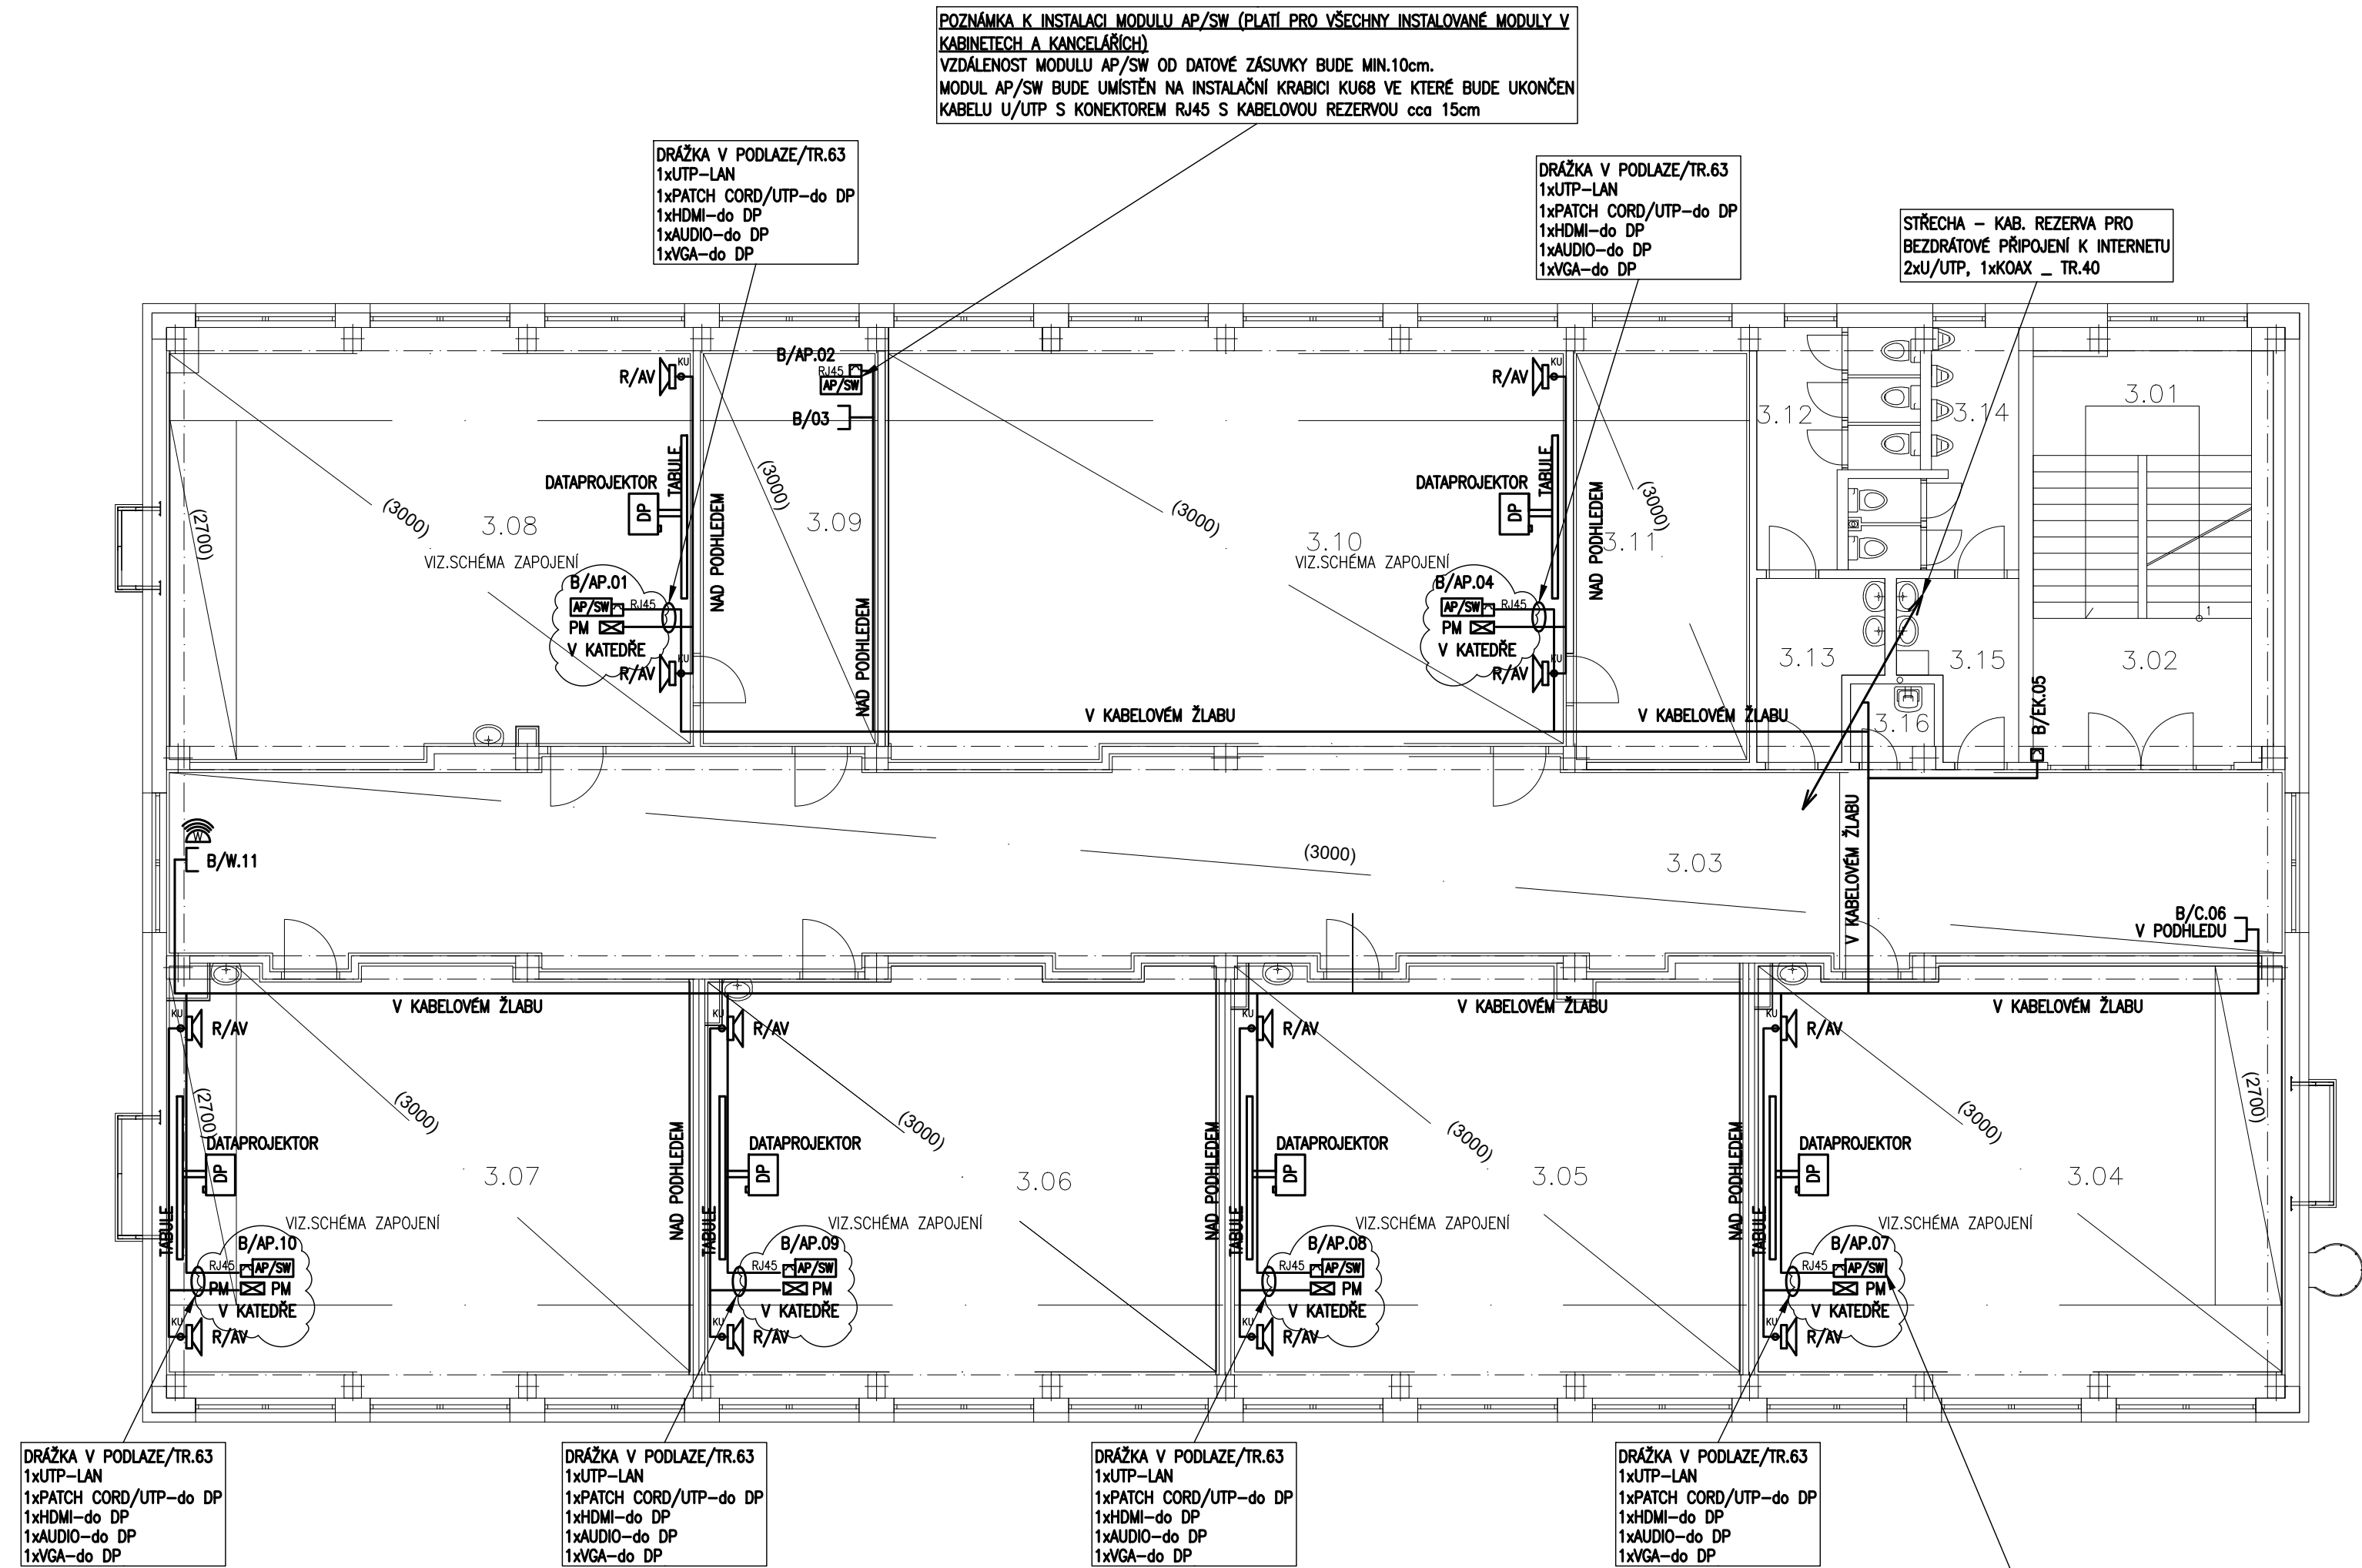 POZNÁMKA K INSTALACI MODULU AP/SW (PLATÍ PRO VŠECHNY INSTALOVANÉ MODULY V
KABINETECH A KANCELÁŘÍCH)
VZDÁLENOST MODULU AP/SW OD DATOVÉ ZÁSUVKY BUDE MIN.10cm.
MODUL AP/SW BUDE UMÍSTĚN NA INSTALAČNÍ KRABICI KU68 VE KTERÉ BUDE UKONČEN
KABELU U/UTP S KONEKTOREM RJ45 S KABELOVOU REZERVOU cca 15cm
DRÁŽKA V PODLAZE/TR.63
1xUTP-LAN
1xPATCH CORD/UTP-do DP
1xHDMI-do DP
1xAUDIO-do DP
1xVGA-do DP
DRÁŽKA V PODLAZE/TR.63
1xUTP-LAN
1xPATCH CORD/UTP-do DP
1xHDMI-do DP
1xAUDIO-do DP
1xVGA-do DP
STŘECHA - KAB. REZERVA PRO
BEZDRÁTOVÉ PŘIPOJENÍ K INTERNETU
2xU/UTP, 1xKOAX _ TR.40
KU
R/AV
TABULE
DATAPROJEKTOR
DP
(3000)
(2700)
3.08
VIZ.SCHÉMA ZAPOJENÍ
B/AP.01
AP/SW
RJ45
PM
V KATEDŘE
KU
R/AV
NAD PODHLEDEM
B/AP.02
RJ45
AP/SW
B/03
(3000)
3.09
NAD PODHLEDEM
KU
R/AV
TABULE
DATAPROJEKTOR
DP
(3000)
3.10
VIZ.SCHÉMA ZAPOJENÍ
B/AP.04
AP/SW
RJ45
PM
V KATEDŘE
KU
R/AV
V KABELOVÉM ŽLABU
NAD PODHLEDEM
(3000)
3.11
V KABELOVÉM ŽLABU
3.12
3.14
3.01
1
3.13
3.15
3.16
3.02
B/EK.05
W
B/W.11
(3000)
3.03
V KABELOVÉM ŽLABU
B/C.06
V PODHLEDU
V KABELOVÉM ŽLABU
V KABELOVÉM ŽLABU
V KABELOVÉM ŽLABU
KU
R/AV
(2700)
(3000)
DATAPROJEKTOR
DP
3.07
TABULE
VIZ.SCHÉMA ZAPOJENÍ
B/AP.10
RJ45
AP/SW
PM
PM
V KATEDŘE
KU
R/AV
NAD PODHLEDEM
KU
R/AV
(3000)
DATAPROJEKTOR
DP
3.06
TABULE
VIZ.SCHÉMA ZAPOJENÍ
B/AP.09
RJ45
AP/SW
PM
V KATEDŘE
KU
R/AV
NAD PODHLEDEM
KU
R/AV
(3000)
DATAPROJEKTOR
DP
3.05
TABULE
VIZ.SCHÉMA ZAPOJENÍ
B/AP.08
RJ45
AP/SW
PM
V KATEDŘE
KU
R/AV
NAD PODHLEDEM
KU
R/AV
(3000)
(2700)
DATAPROJEKTOR
DP
3.04
TABULE
VIZ.SCHÉMA ZAPOJENÍ
B/AP.07
RJ45
AP/SW
PM
V KATEDŘE
KU
R/AV
DRÁŽKA V PODLAZE/TR.63
1xUTP-LAN
1xPATCH CORD/UTP-do DP
1xHDMI-do DP
1xAUDIO-do DP
1xVGA-do DP
DRÁŽKA V PODLAZE/TR.63
1xUTP-LAN
1xPATCH CORD/UTP-do DP
1xHDMI-do DP
1xAUDIO-do DP
1xVGA-do DP
DRÁŽKA V PODLAZE/TR.63
1xUTP-LAN
1xPATCH CORD/UTP-do DP
1xHDMI-do DP
1xAUDIO-do DP
1xVGA-do DP
DRÁŽKA V PODLAZE/TR.63
1xUTP-LAN
1xPATCH CORD/UTP-do DP
1xHDMI-do DP
1xAUDIO-do DP
1xVGA-do DP